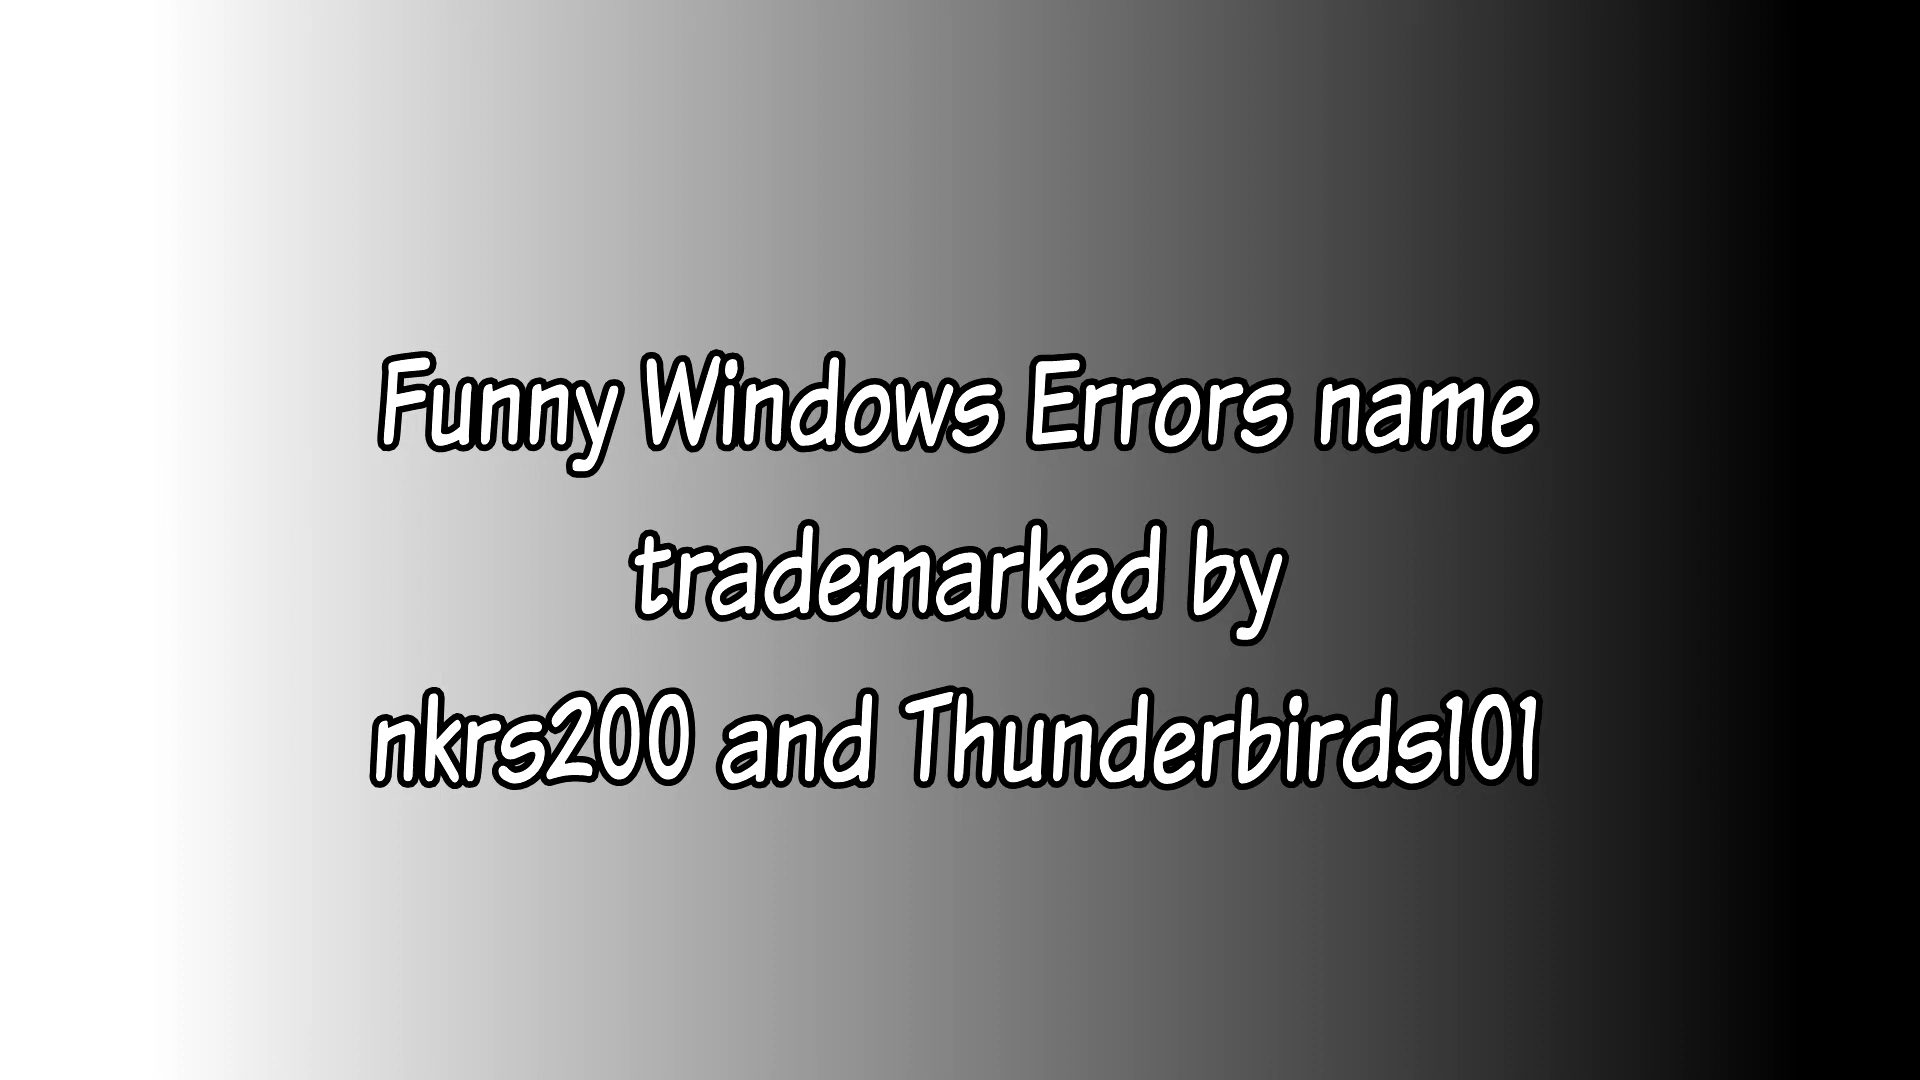 Funny Windows Errors name
trademarked by
nkrs200 and Thunderbirds101